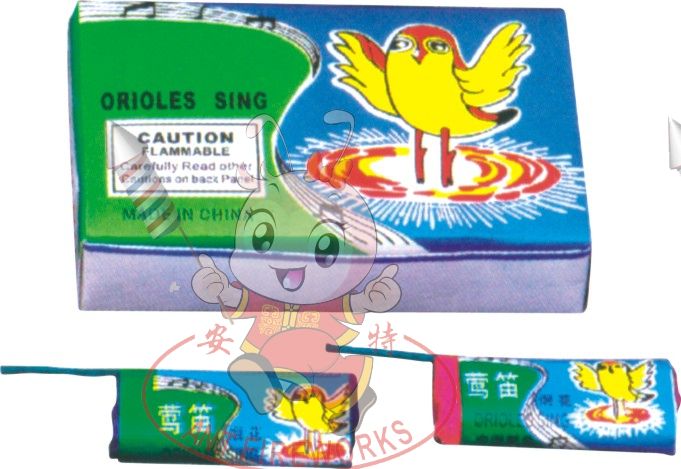 ORIOLES SING
CAUTION
FLAMMABLE
Carefully Read other
Cautions on back Panel
MADE IN CHINA
安 特
FIREWORKS
莺笛
莺笛
ORIOLES SING